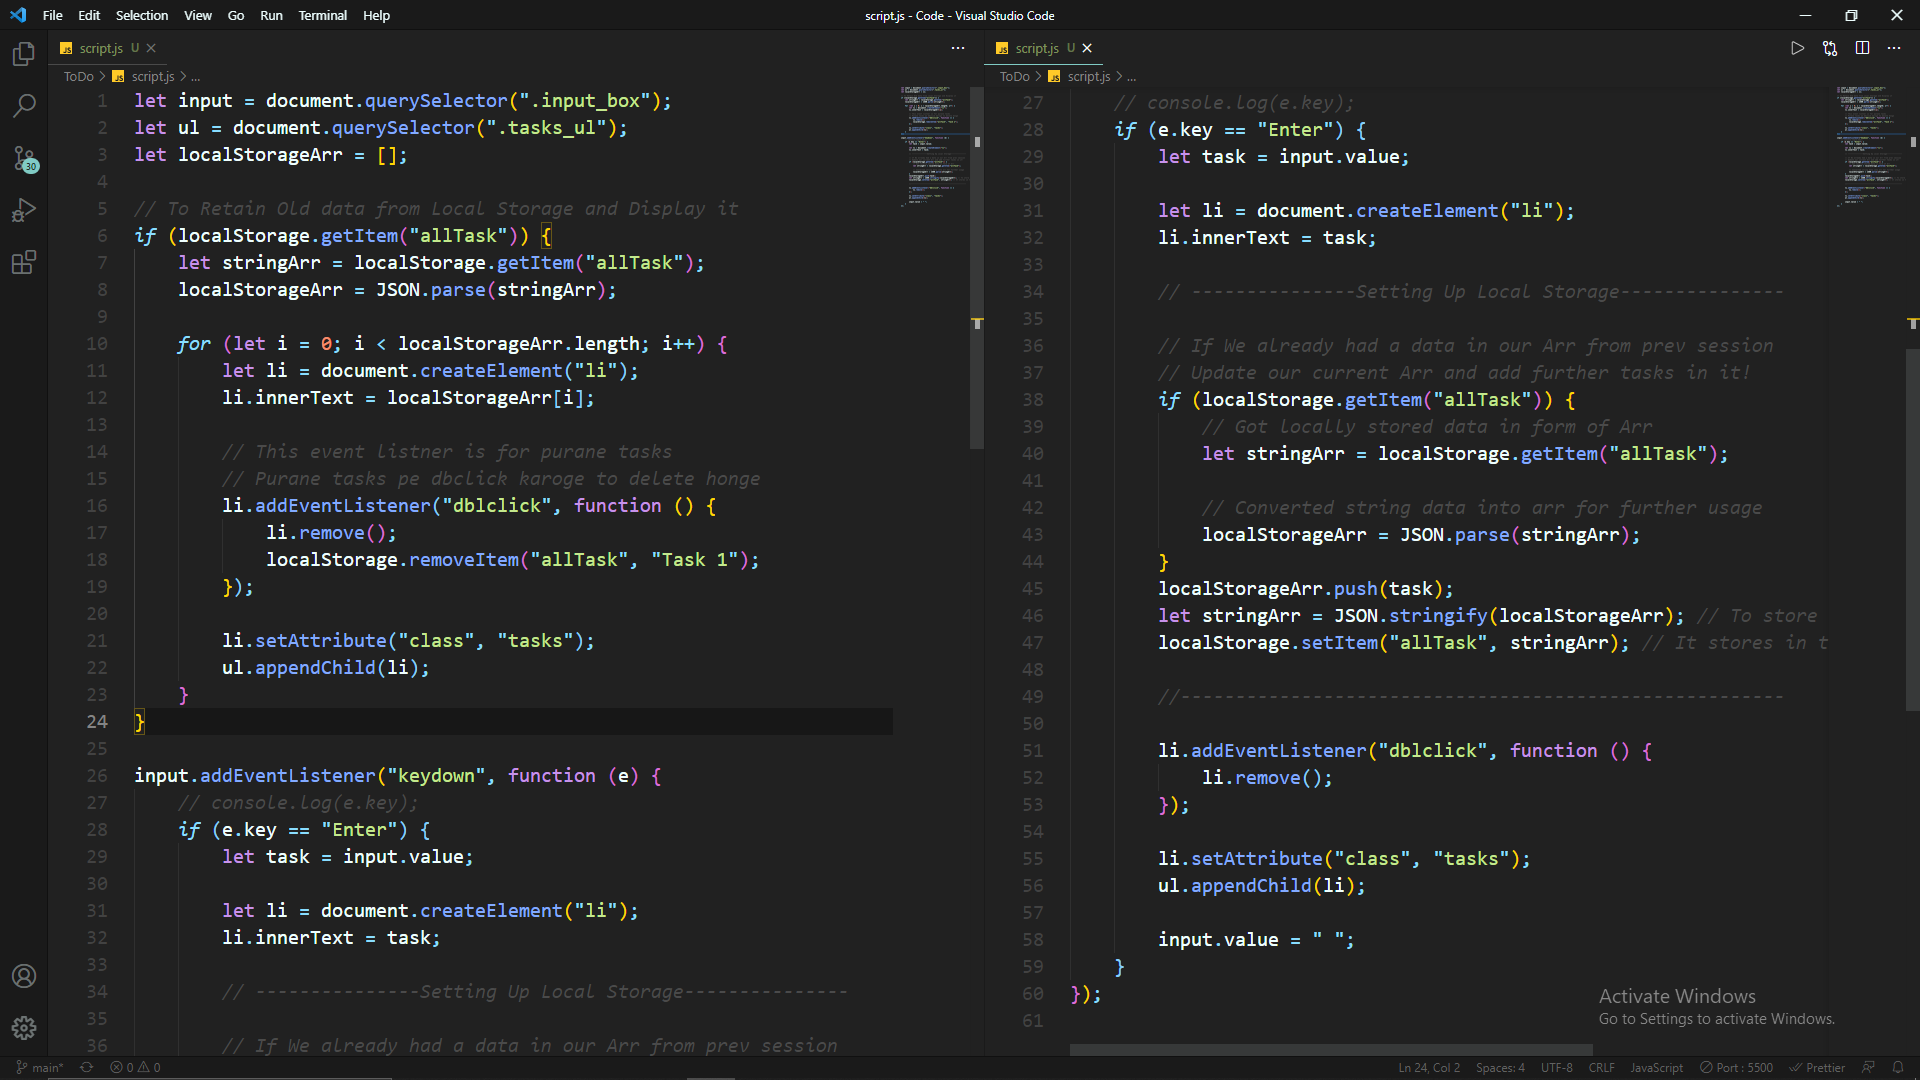 File Edit Selection View Go Run Terminal Help
script.js - Code - Visual Studio Code
JS script.js U
ToDo > JS script.js > ...
1 let input = document.querySelector(".input_box");
2 let ul = document.querySelector(".tasks_ul");
3 let localStorageArr = [];
4
5 // To Retain Old data from Local Storage and Display it
6 if (localStorage.getItem("allTask")) {
7 let stringArr = localStorage.getItem("allTask");
8 localStorageArr = JSON.parse(stringArr);
9
10 for (let i = 0; i < localStorageArr.length; i++) {
11 let li = document.createElement("li");
12 li.innerText = localStorageArr[i];
13
14 // This event listner is for purane tasks
15 // Purane tasks pe dbclick karoge to delete honge
16 li.addEventListener("dblclick", function () {
17 li.remove();
18 localStorage.removeItem("allTask", "Task 1");
19 });
20
21 li.setAttribute("class", "tasks");
22 ul.appendChild(li);
23 }
24 }
25
26 input.addEventListener("keydown", function (e) {
27 // console.log(e.key);
28 if (e.key == "Enter") {
29 let task = input.value;
30
31 let li = document.createElement("li");
32 li.innerText = task;
33
34 // ---------------Setting Up Local Storage---------------
35
36 // If We already had a data in our Arr from prev session
JS script.js U
ToDo > JS script.js > ...
27 // console.log(e.key);
28 if (e.key == "Enter") {
29 let task = input.value;
30
31 let li = document.createElement("li");
32 li.innerText = task;
33
34 // ---------------Setting Up Local Storage---------------
35
36 // If We already had a data in our Arr from prev session
37 // Update our current Arr and add further tasks in it!
38 if (localStorage.getItem("allTask")) {
39 // Got locally stored data in form of Arr
40 let stringArr = localStorage.getItem("allTask");
41
42 // Converted string data into arr for further usage
43 localStorageArr = JSON.parse(stringArr);
44 }
45 localStorageArr.push(task);
46 let stringArr = JSON.stringify(localStorageArr); // To store
47 localStorage.setItem("allTask", stringArr); // It stores in t
48
49 //-------------------------------------------------------
50
51 li.addEventListener("dblclick", function () {
52 li.remove();
53 });
54
55 li.setAttribute("class", "tasks");
56 ul.appendChild(li);
57
58 input.value = " ";
59 }
60 });
61
30
Activate Windows
Go to Settings to activate Windows.
main* 0 0 Ln 24, Col 2 Spaces: 4 UTF-8 CRLF JavaScript Port : 5500 Prettier